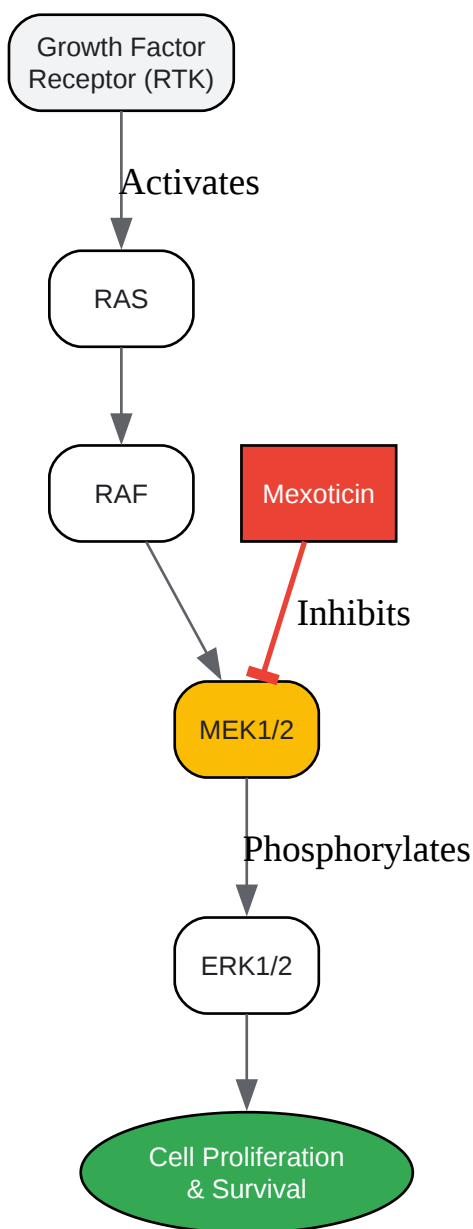 Growth Factor
Receptor (RTK)
Activates
RAS
RAF
Mexoticin
Inhibits
MEK1/2
Phosphorylates
ERK1/2
Cell Proliferation
& Survival